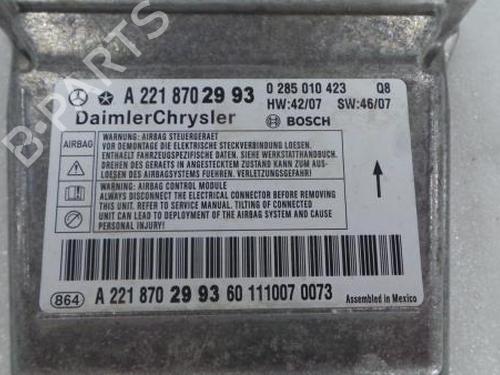 A 221 870 29 93
0 285 010 423 Q8
HW:42/07 SW:46/07
DaimlerChrysler
BOSCH
AIRBAG
WARNUNG: AIRBAG STEUERGERAET
VOR DEMONTAGE DIE ELEKTRISCHE STECKVERBINDUNG LOESEN.
ENTHAELT FAHRZEUGSPEZIFISCHE DATEN. (SIEHE WERKSTATTHANDBUCH.
DREHEN DES GERAETS IN ANGESTECKTEM ZUSTAND KANN ZUM AUS-
LOESEN DES AIRBAGSYSTEMS FUEHREN. VERLETZUNGSGEFAHR!
WARNING: AIRBAG CONTROL MODULE
ALWAYS DISCONNECT THE ELECTRICAL CONNECTOR BEFORE REMOVING
THIS UNIT. REFER TO SERVICE MANUAL. TILTING OF CONNECTED
UNIT CAN LEAD TO DEPLOYMENT OF THE AIRBAG SYSTEM AND CAUSE
PERSONAL INJURY!
864
A 221 870 29 93 60 111007 0073
Assembled in Mexico
B-PARTS